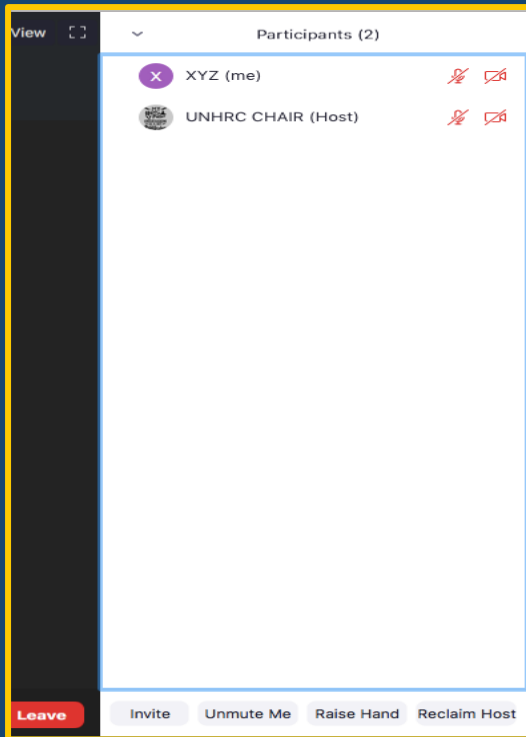 View
Participants (2)
X
XYZ (me)
UNHRC CHAIR (Host)
Leave
Invite
Unmute Me
Raise Hand
Reclaim Host